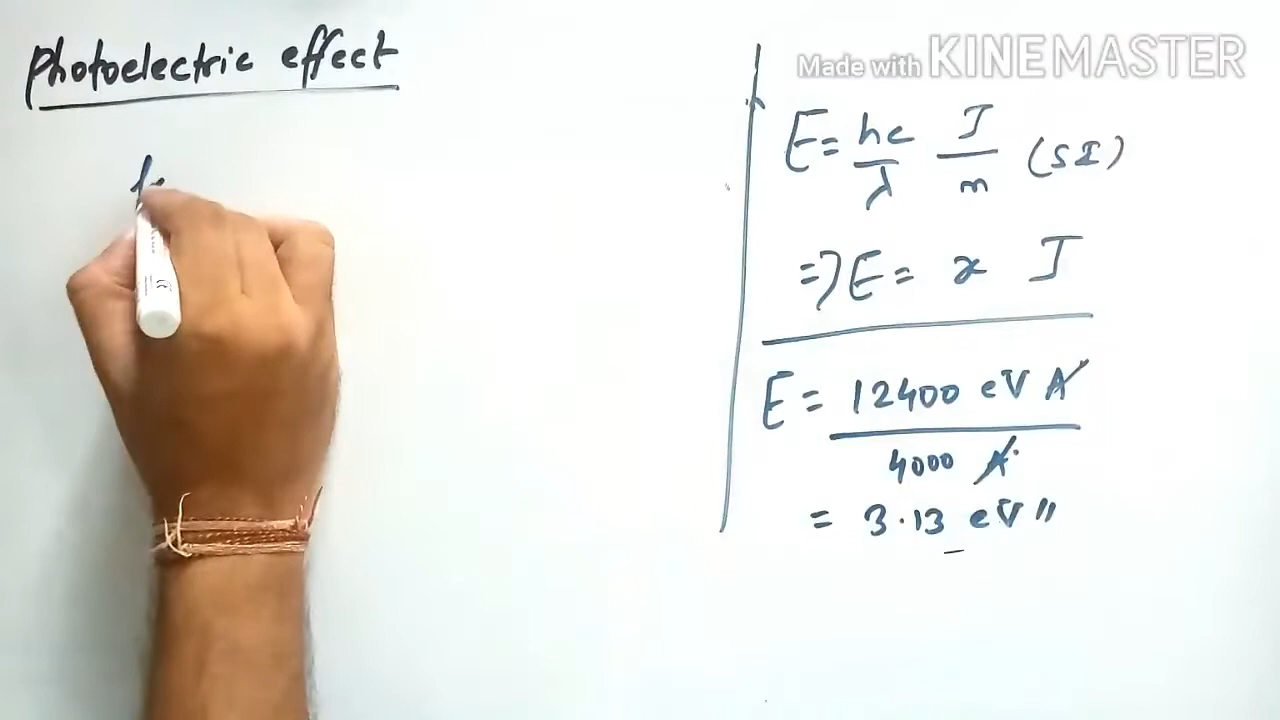 Photoelectric effect
Made with KINEMASTER
E = hc/λ J/m (SI)
=> E = x J
E = 12400 eV A
4000 A
= 3.13 eV "